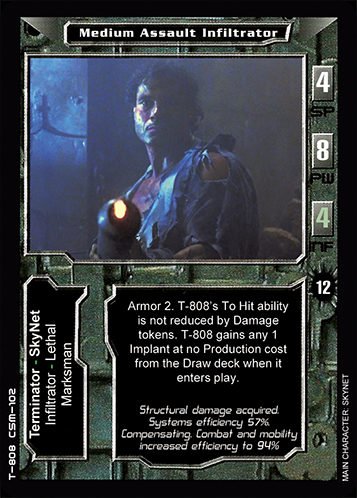 Medium Assault Infiltrator
4
SP
8
PW
4
NF
12
Terminator - SkyNet
Infiltrator - Lethal
Marksman
Armor 2. T-808's To Hit ability
is not reduced by Damage
tokens. T-808 gains any 1
Implant at no Production cost
from the Draw deck when it
enters play.
Structural damage acquired.
Systems efficiency 57%.
Compensating. Combat and mobility
increased efficiency to 94%
T-808 CSM-102
MAIN CHARACTER: SKYNET